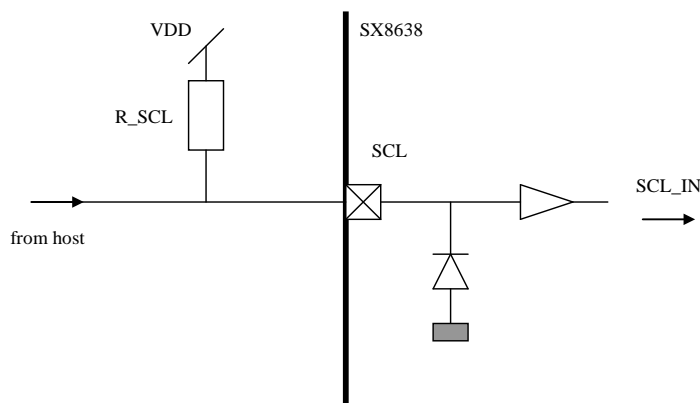 VDD
SX8638
R_SCL
SCL
SCL_IN
from host